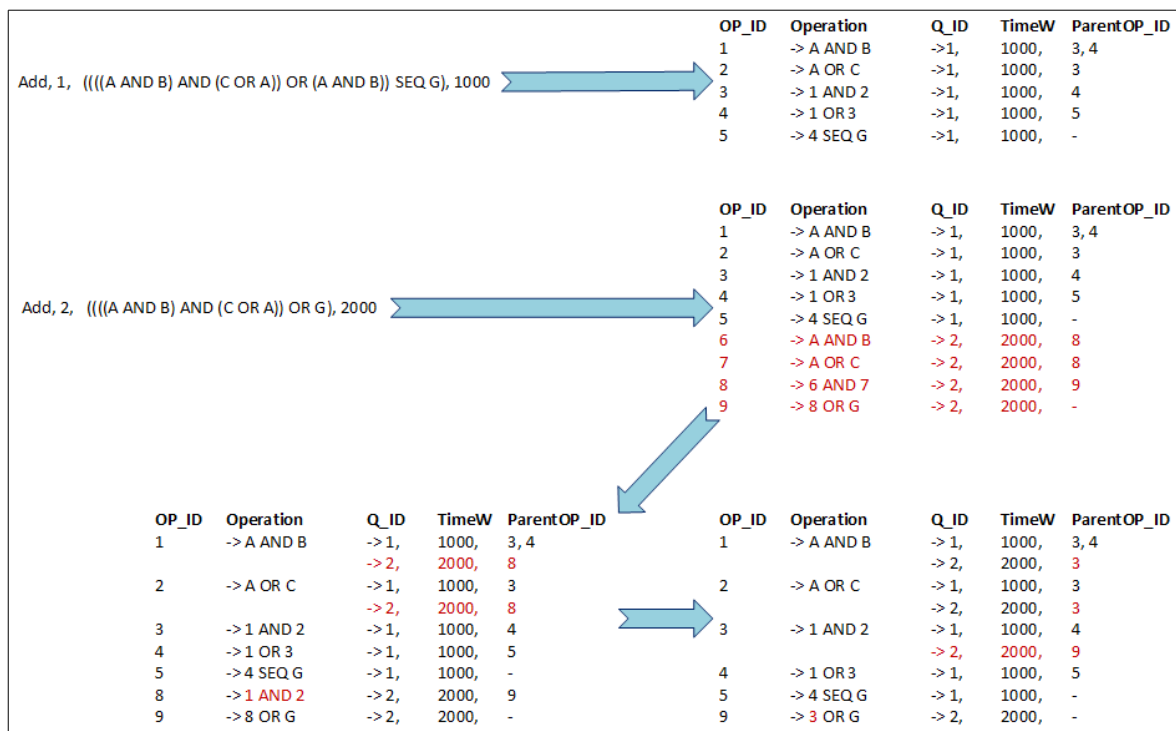 OP_ID Operation Q_ID TimeW ParentOP_ID
1 -> A AND B ->1, 1000, 3, 4
2 -> A OR C ->1, 1000, 3
3 -> 1 AND 2 ->1, 1000, 4
4 -> 1 OR 3 ->1, 1000, 5
5 -> 4 SEQ G ->1, 1000, -
Add, 1, ((((A AND B) AND (C OR A)) OR (A AND B)) SEQ G), 1000
OP_ID Operation Q_ID TimeW ParentOP_ID
1 -> A AND B -> 1, 1000, 3, 4
2 -> A OR C -> 1, 1000, 3
3 -> 1 AND 2 -> 1, 1000, 4
4 -> 1 OR 3 -> 1, 1000, 5
5 -> 4 SEQ G -> 1, 1000, -
6 -> A AND B -> 2, 2000, 8
7 -> A OR C -> 2, 2000, 8
8 -> 6 AND 7 -> 2, 2000, 9
9 -> 8 OR G -> 2, 2000, -
Add, 2, ((((A AND B) AND (C OR A)) OR G), 2000
OP_ID Operation Q_ID TimeW ParentOP_ID
1 -> A AND B ->1, 1000, 3, 4
-> 2, 2000, 8
2 -> A OR C ->1, 1000, 3
-> 2, 2000, 8
3 ->1 AND 2 ->1, 1000, 4
4 ->1 OR 3 ->1, 1000, 5
5 ->4 SEQ G ->1, 1000, -
8 ->1 AND 2 ->2, 2000, 9
9 ->8 OR G ->2, 2000, -
OP_ID Operation Q_ID TimeW ParentOP_ID
1 -> A AND B -> 1, 1000, 3, 4
-> 2, 2000, 3
2 -> A OR C -> 1, 1000, 3
-> 2, 2000, 3
3 -> 1 AND 2 -> 1, 1000, 4
-> 2, 2000, 9
4 -> 1 OR 3 -> 1, 1000, 5
5 -> 4 SEQ G -> 1, 1000, -
9 -> 3 OR G -> 2, 2000, -